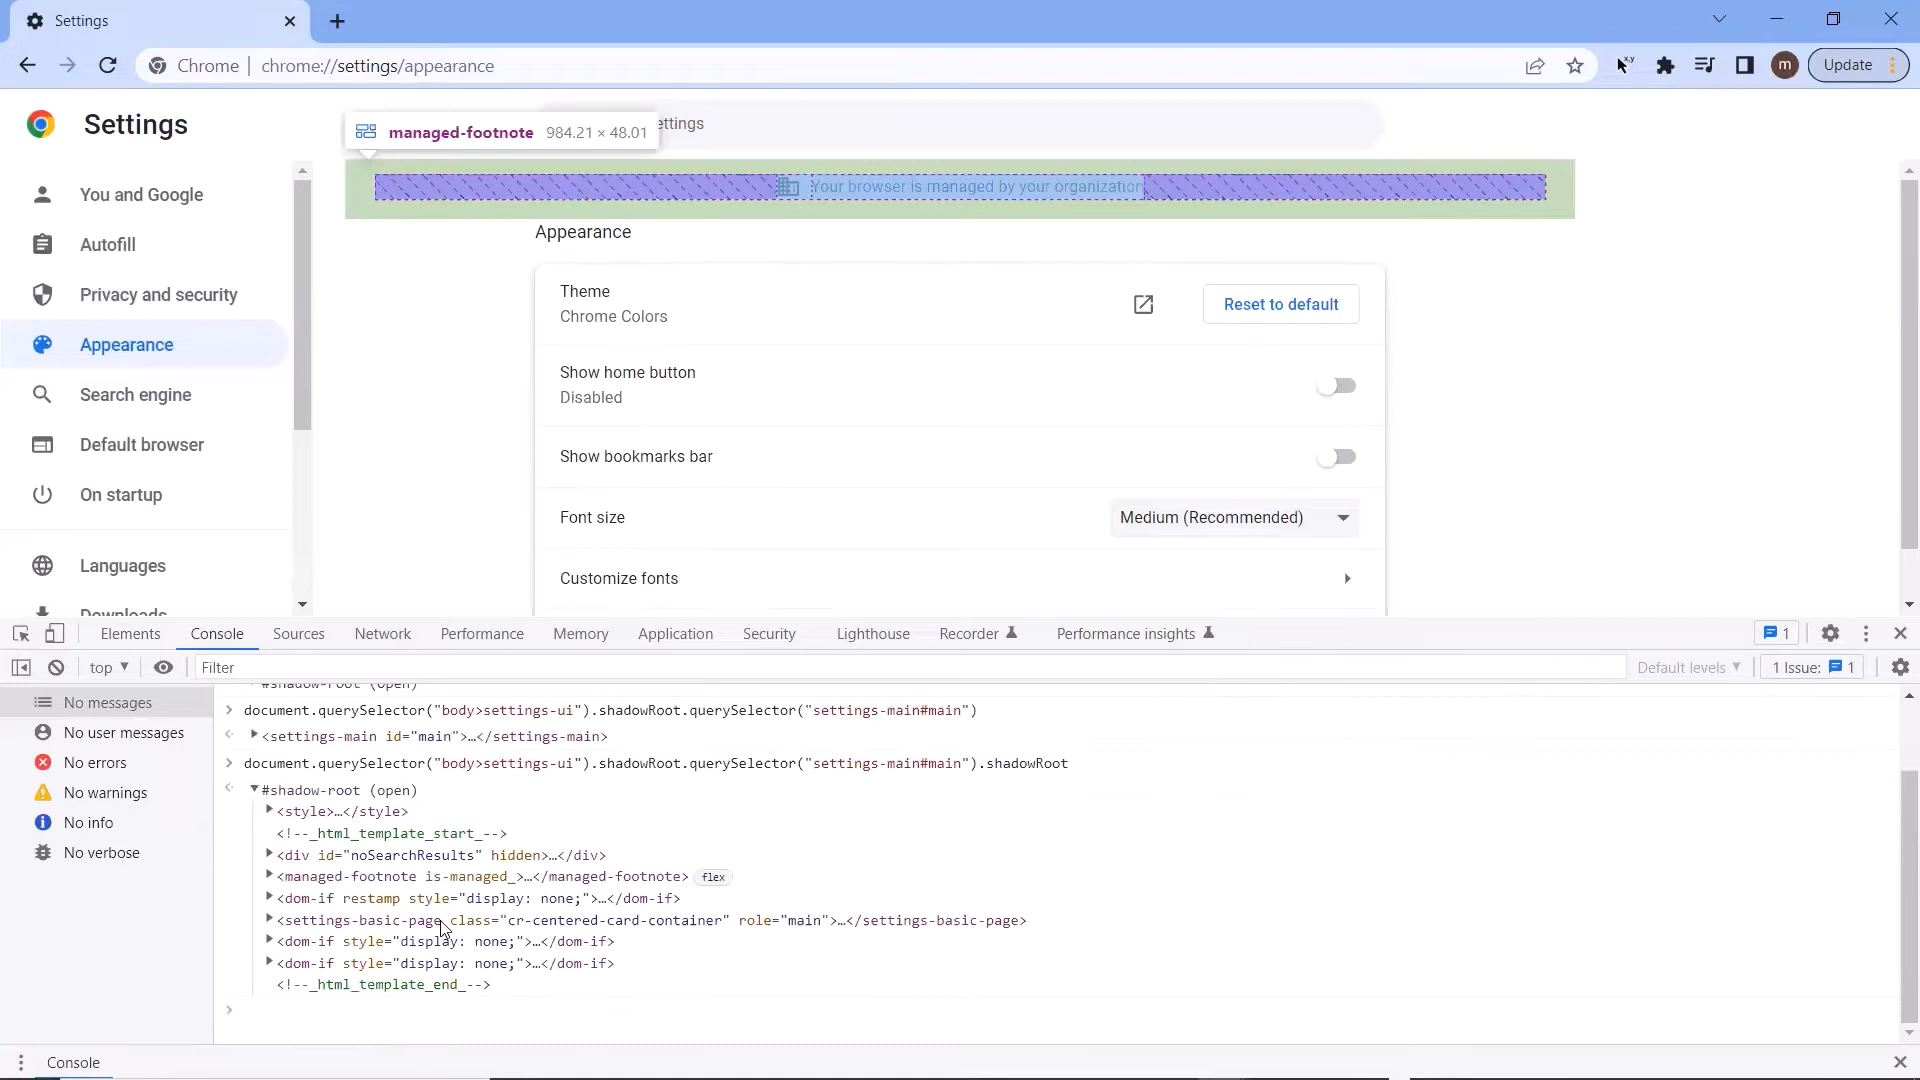 Settings
Chrome | chrome://settings/appearance
x,y
m
Update
Settings
managed-footnote 984.21 × 48.01
ettings
Your browser is managed by your organization
You and Google
Autofill
Privacy and security
Appearance
Search engine
Default browser
On startup
Languages
Downloads
Appearance
Theme
Chrome Colors
Reset to default
Show home button
Disabled
Show bookmarks bar
Font size
Medium (Recommended)
Customize fonts
Elements Console Sources Network Performance Memory Application Security Lighthouse Recorder Performance insights 1
top Filter Default levels 1 Issue: 1
No messages
No user messages
No errors
No warnings
No info
No verbose
#shadow-root (open)
document.querySelector("body>settings-ui").shadowRoot.querySelector("settings-main#main")
<settings-main id="main">…</settings-main>
document.querySelector("body>settings-ui").shadowRoot.querySelector("settings-main#main").shadowRoot
#shadow-root (open)
<style>…</style>
<!--_html_template_start_-->
<div id="noSearchResults" hidden>…</div>
<managed-footnote is-managed_>…</managed-footnote> flex
<dom-if restamp style="display: none;">…</dom-if>
<settings-basic-page class="cr-centered-card-container" role="main">…</settings-basic-page>
<dom-if style="display: none;">…</dom-if>
<dom-if style="display: none;">…</dom-if>
<!--_html_template_end_-->
Console